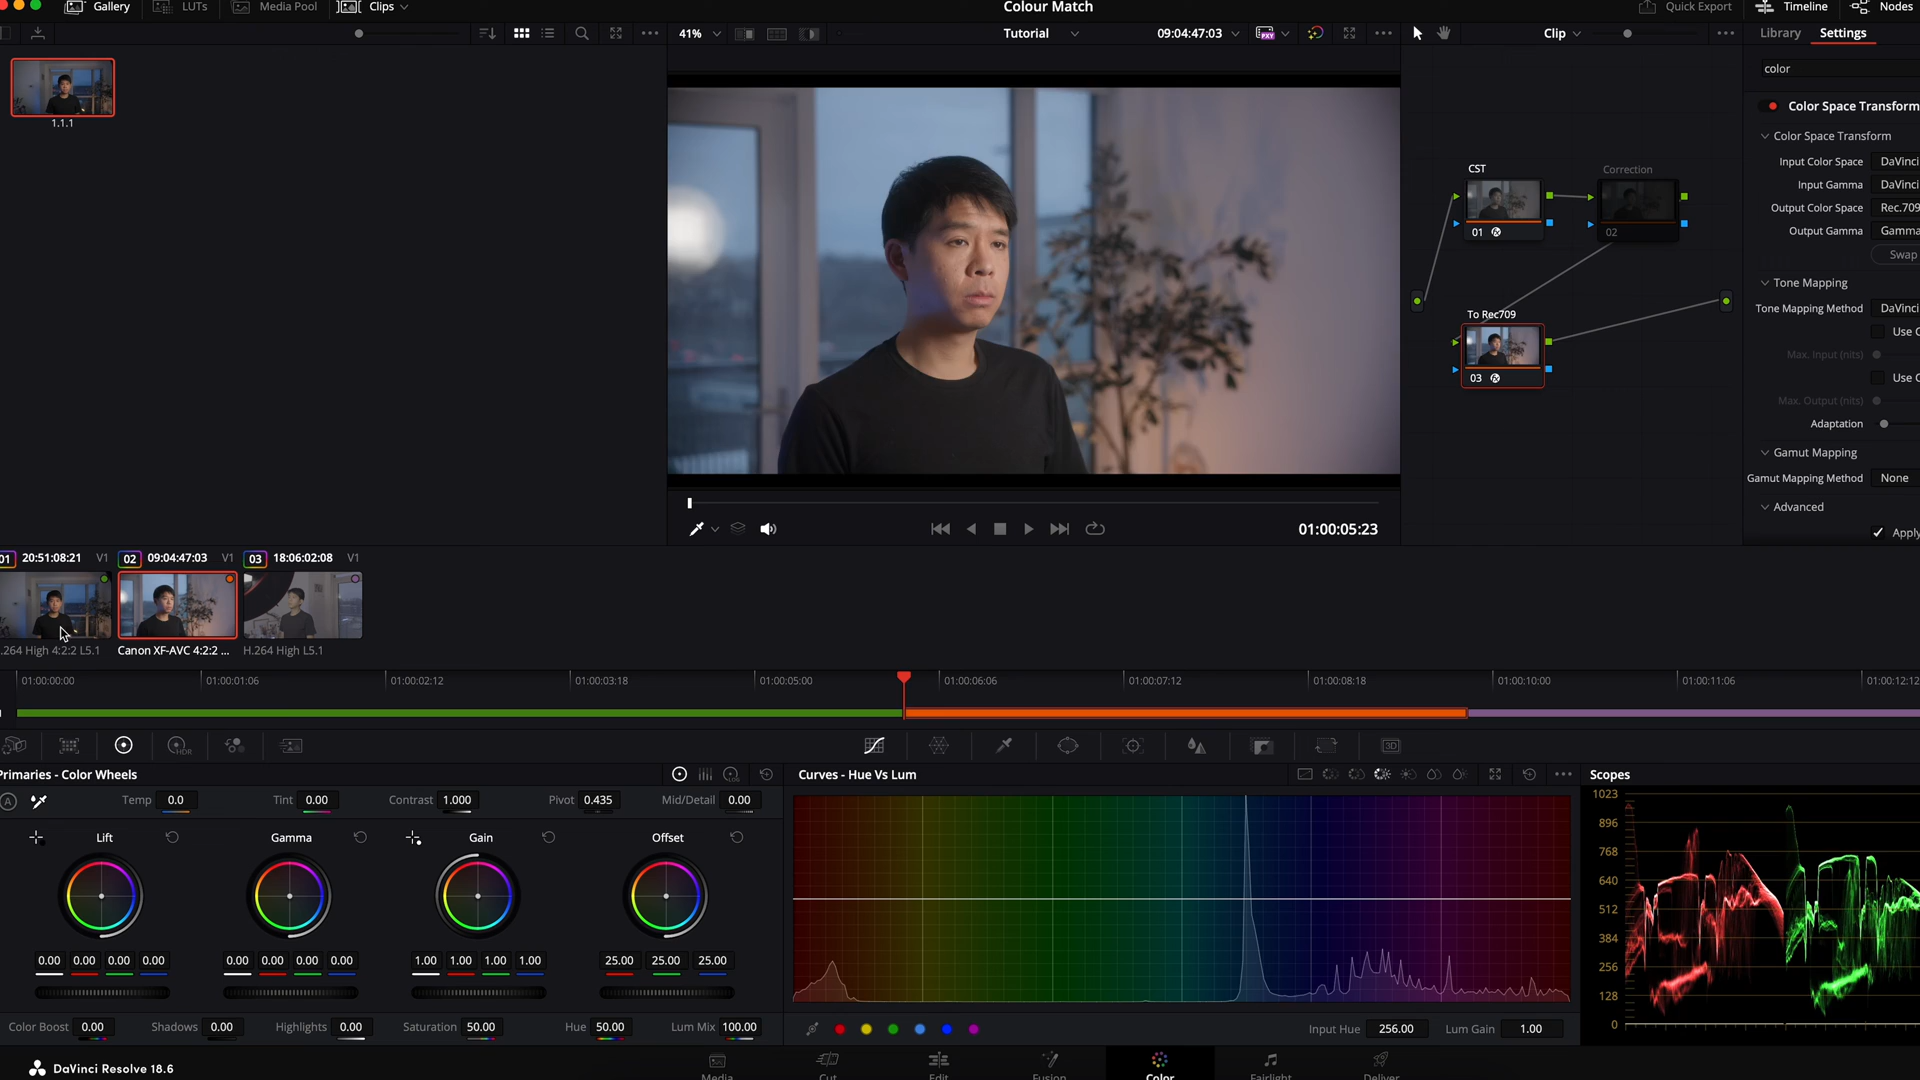 Gallery LUTs Media Pool Clips Colour Match Quick Export Timeline Nodes
41% Tutorial 09:04:47:03 PXY Clip Library Settings
color
Color Space Transform
1.1.1
Color Space Transform
Input Color Space DaVinci
Input Gamma DaVinci
Output Color Space Rec.709
Output Gamma Gamma
Swap
Tone Mapping
Tone Mapping Method DaVinci
Use C
Max. Input (nits)
Use C
Max. Output (nits)
Adaptation
Gamut Mapping
Gamut Mapping Method None
Advanced
Apply
CST Correction
01 02
To Rec709
03
01:00:05:23
01 20:51:08:21 V1 02 09:04:47:03 V1 03 18:06:02:08 V1
.264 High 4:2:2 L5.1 Canon XF-AVC 4:2:2 ... H.264 High L5.1
01:00:00:00 01:00:01:06 01:00:02:12 01:00:03:18 01:00:05:00 01:00:06:06 01:00:07:12 01:00:08:18 01:00:10:00 01:00:11:06 01:00:12:12
HDR 3D
Primaries - Color Wheels LOG Curves - Hue Vs Lum Scopes
A Temp 0.0 Tint 0.00 Contrast 1.000 Pivot 0.435 Mid/Detail 0.00
Lift Gamma Gain Offset
0.00 0.00 0.00 0.00 0.00 0.00 0.00 0.00 1.00 1.00 1.00 1.00 25.00 25.00 25.00
Color Boost 0.00 Shadows 0.00 Highlights 0.00 Saturation 50.00 Hue 50.00 Lum Mix 100.00
Input Hue 256.00 Lum Gain 1.00
1023
896
768
640
512
384
256
128
0
DaVinci Resolve 18.6
Media Cut Edit Fusion Color Fairlight Deliver